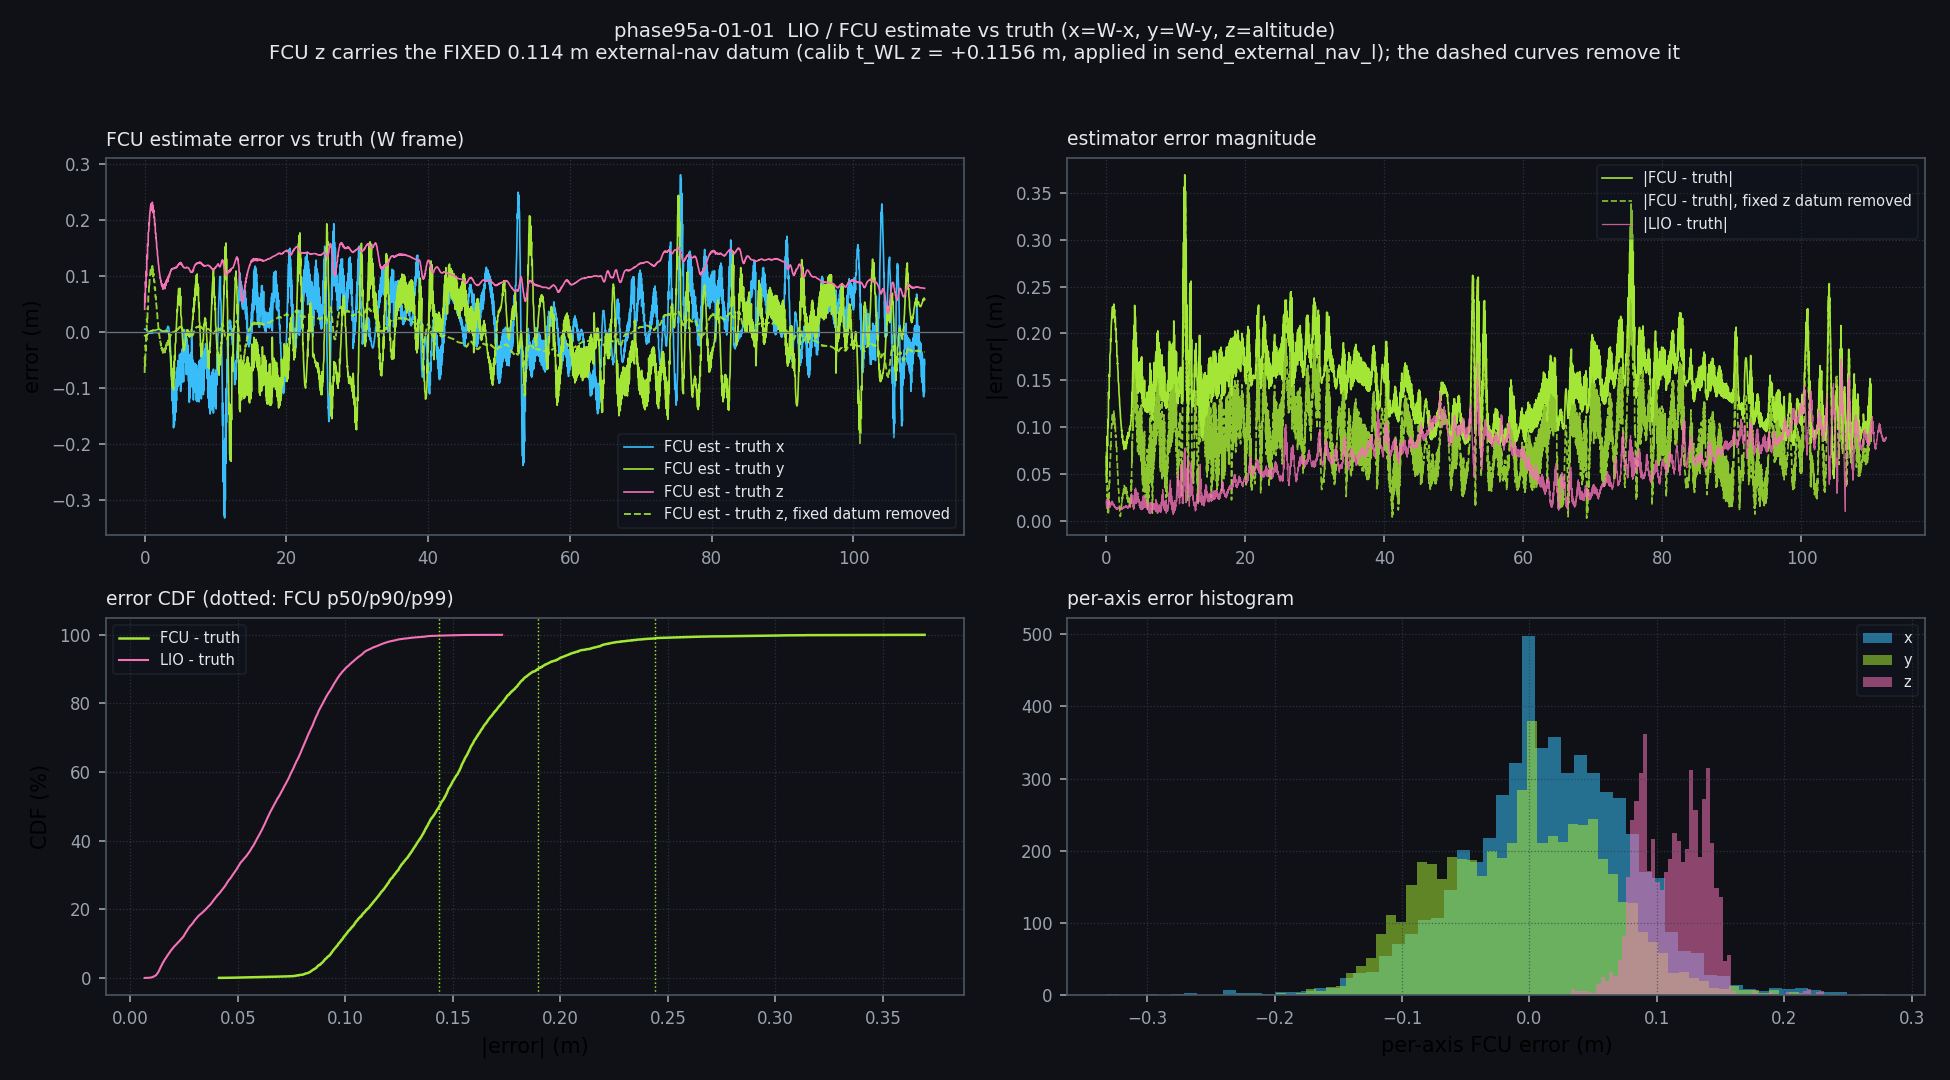 phase95a-01-01  LIO / FCU estimate vs truth (x=W-x, y=W-y, z=altitude)
FCU z carries the FIXED 0.114 m external-nav datum (calib t_WL z = +0.1156 m, applied in send_external_nav_l); the dashed curves remove it
FCU estimate error vs truth (W frame)
error (m)
0.3
0.2
0.1
0.0
−0.1
−0.2
−0.3
FCU est - truth x
FCU est - truth y
FCU est - truth z
FCU est - truth z, fixed datum removed
0 20 40 60 80 100
estimator error magnitude
|error| (m)
0.35
0.30
0.25
0.20
0.15
0.10
0.05
0.00
|FCU - truth|
|FCU - truth|, fixed z datum removed
|LIO - truth|
0 20 40 60 80 100
error CDF (dotted: FCU p50/p90/p99)
CDF (%)
100
80
60
40
20
0
FCU - truth
LIO - truth
0.00 0.05 0.10 0.15 0.20 0.25 0.30 0.35
|error| (m)
per-axis error histogram
500
400
300
200
100
0
x
y
z
−0.3 −0.2 −0.1 0.0 0.1 0.2 0.3
per-axis FCU error (m)